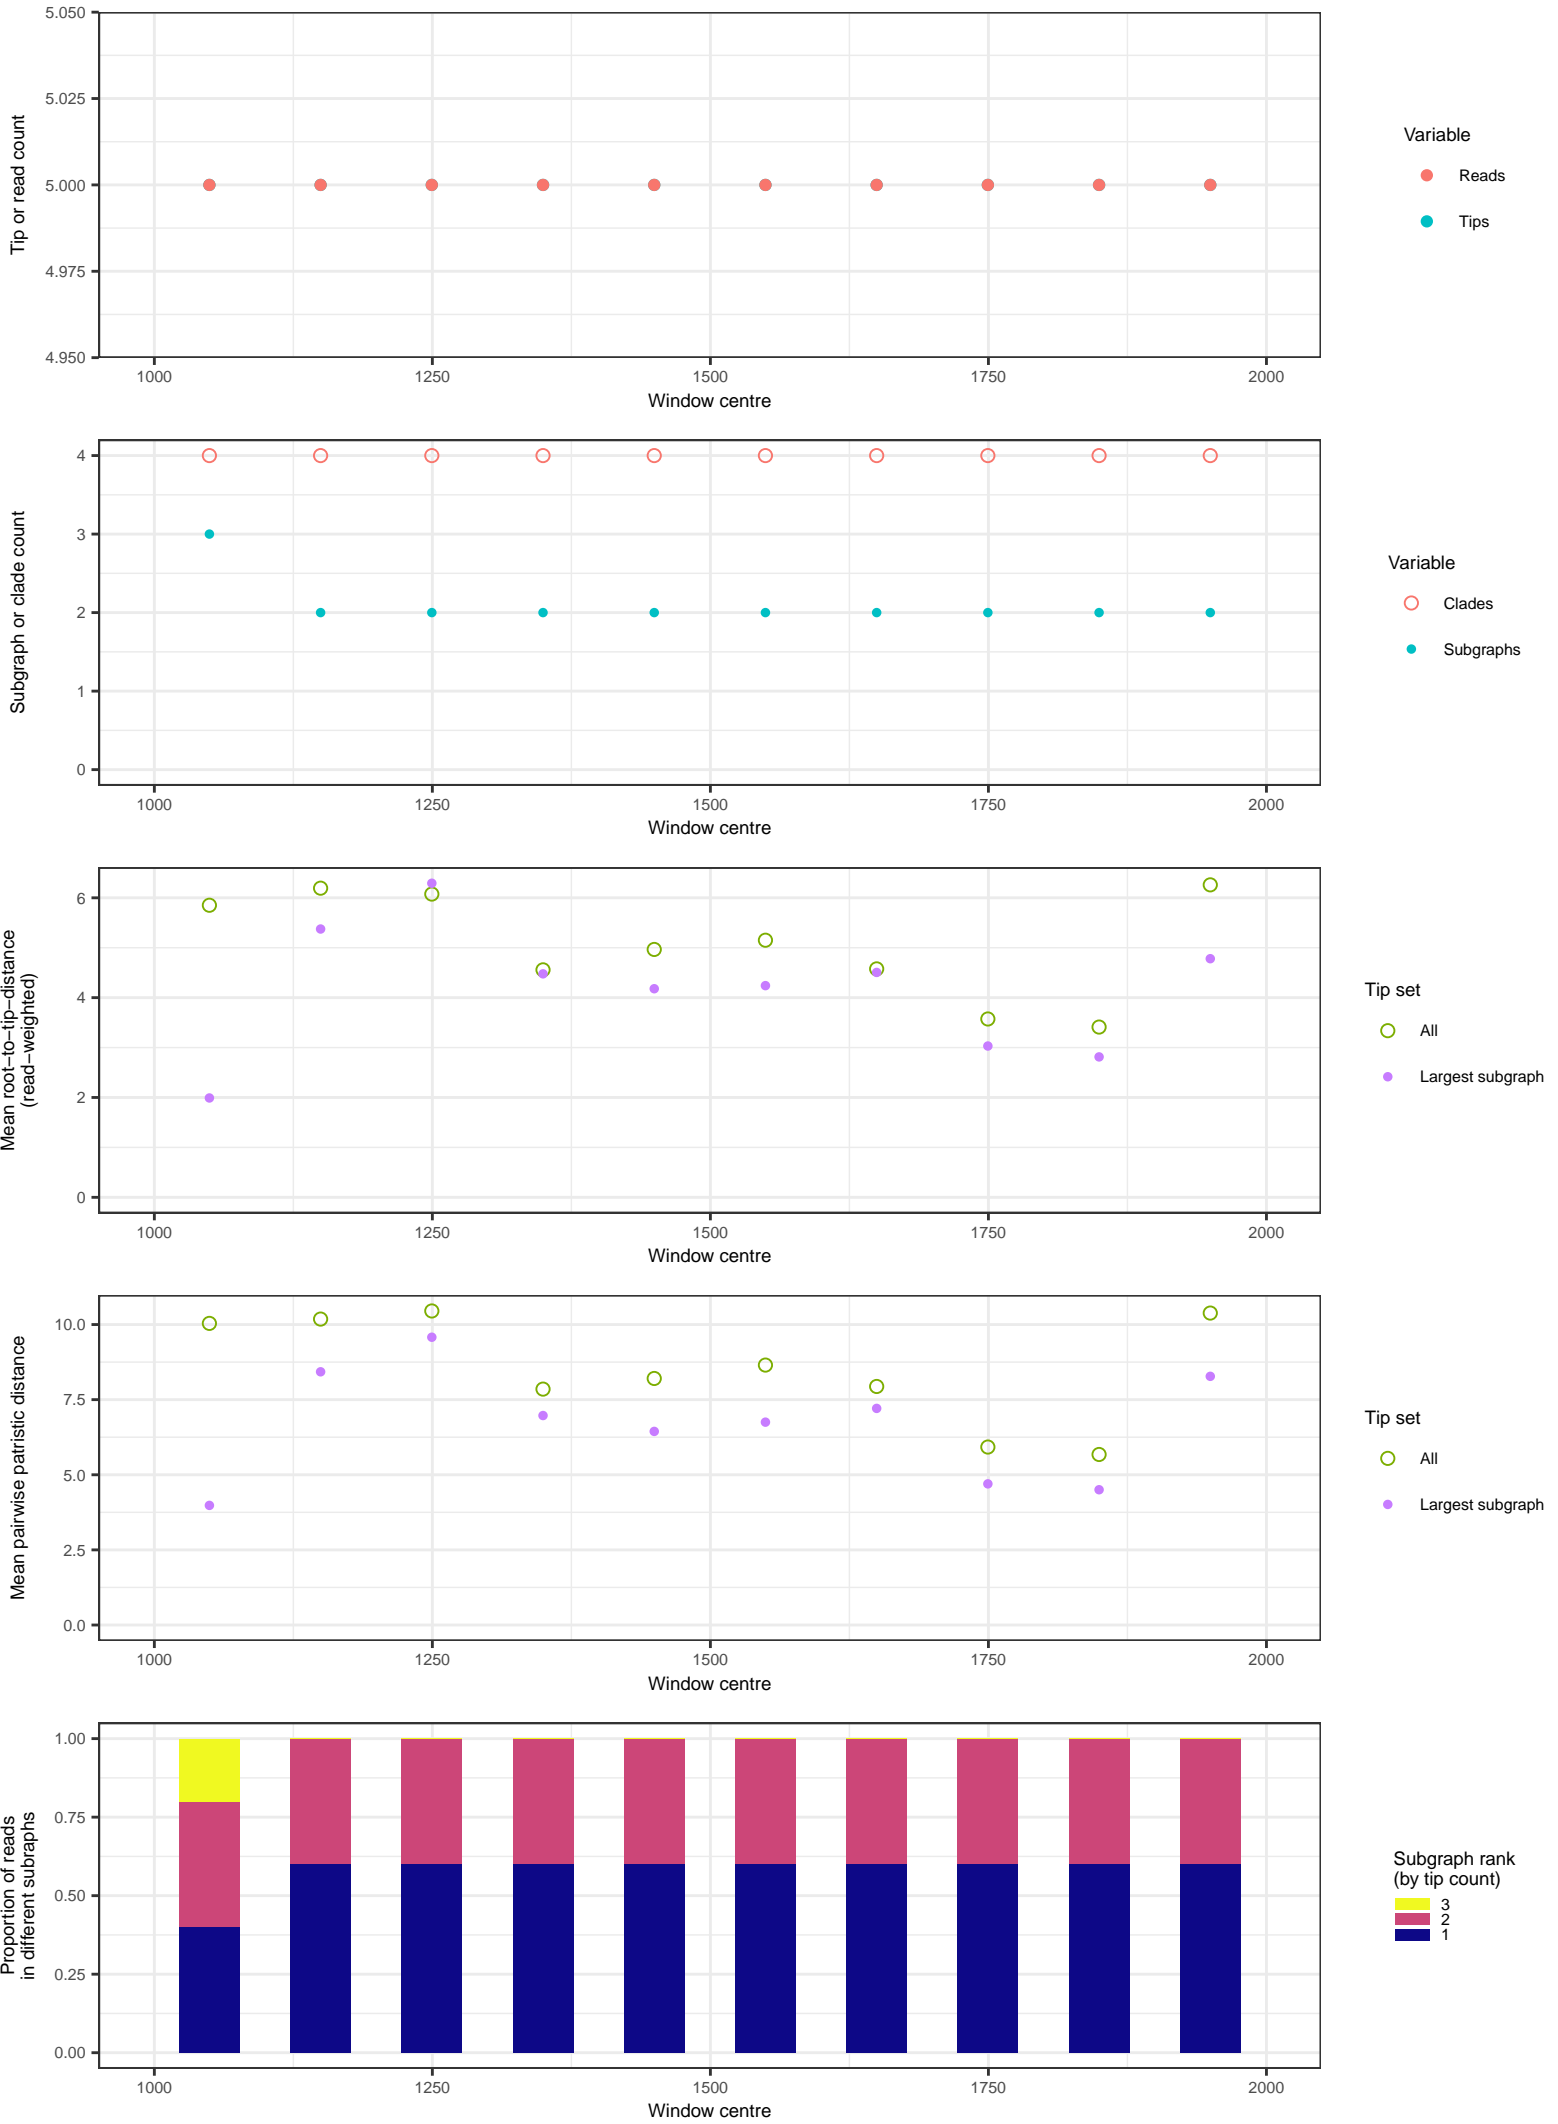 5.050
5.025
5.000
4.975
4.950
Tip or read count
1000 1250 1500 1750 2000
Window centre
Variable
Reads
Tips
4
3
2
1
0
Subgraph or clade count
1000 1250 1500 1750 2000
Window centre
Variable
Clades
Subgraphs
6
4
2
0
Mean root−to−tip−distance
(read−weighted)
1000 1250 1500 1750 2000
Window centre
Tip set
All
Largest subgraph
10.0
7.5
5.0
2.5
0.0
Mean pairwise patristic distance
1000 1250 1500 1750 2000
Window centre
Tip set
All
Largest subgraph
1.00
0.75
0.50
0.25
0.00
Proportion of reads
in different subraphs
1000 1250 1500 1750 2000
Window centre
Subgraph rank
(by tip count)
3
2
1